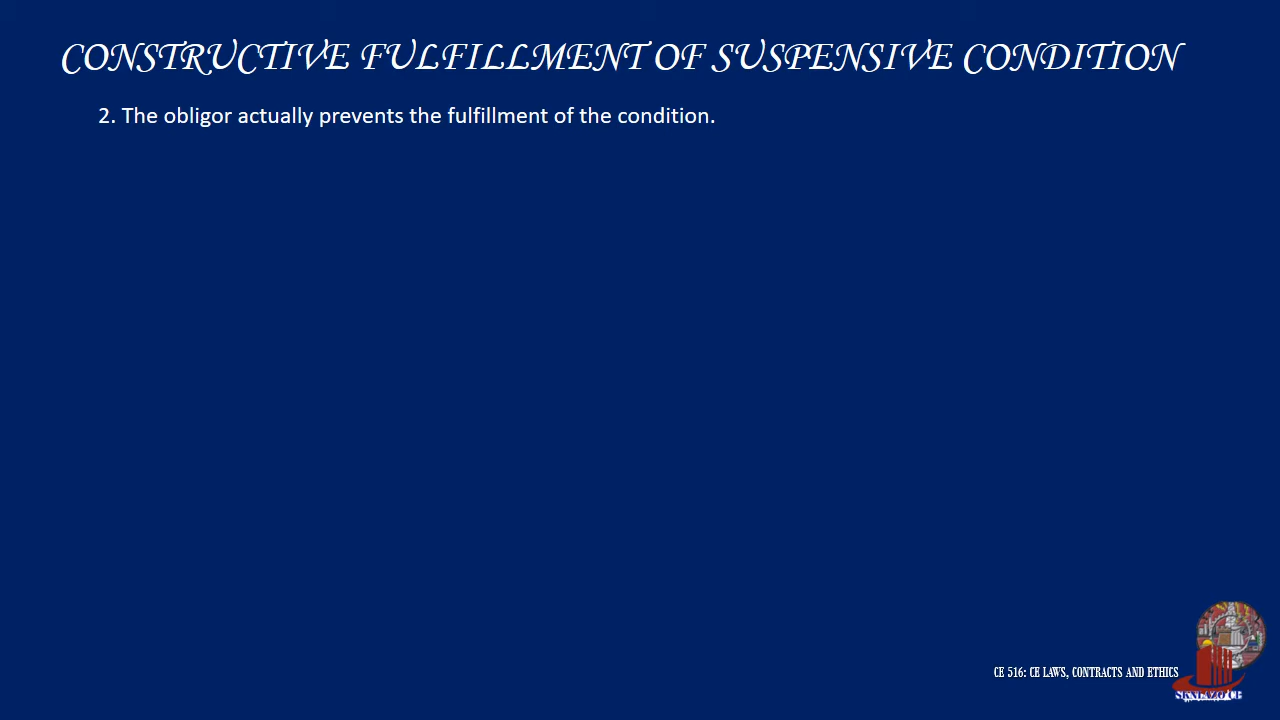 CONSTRUCTIVE FULFILLMENT OF SUSPENSIVE CONDITION
2. The obligor actually prevents the fulfillment of the condition.
CE 516: CE LAWS, CONTRACTS AND ETHICS